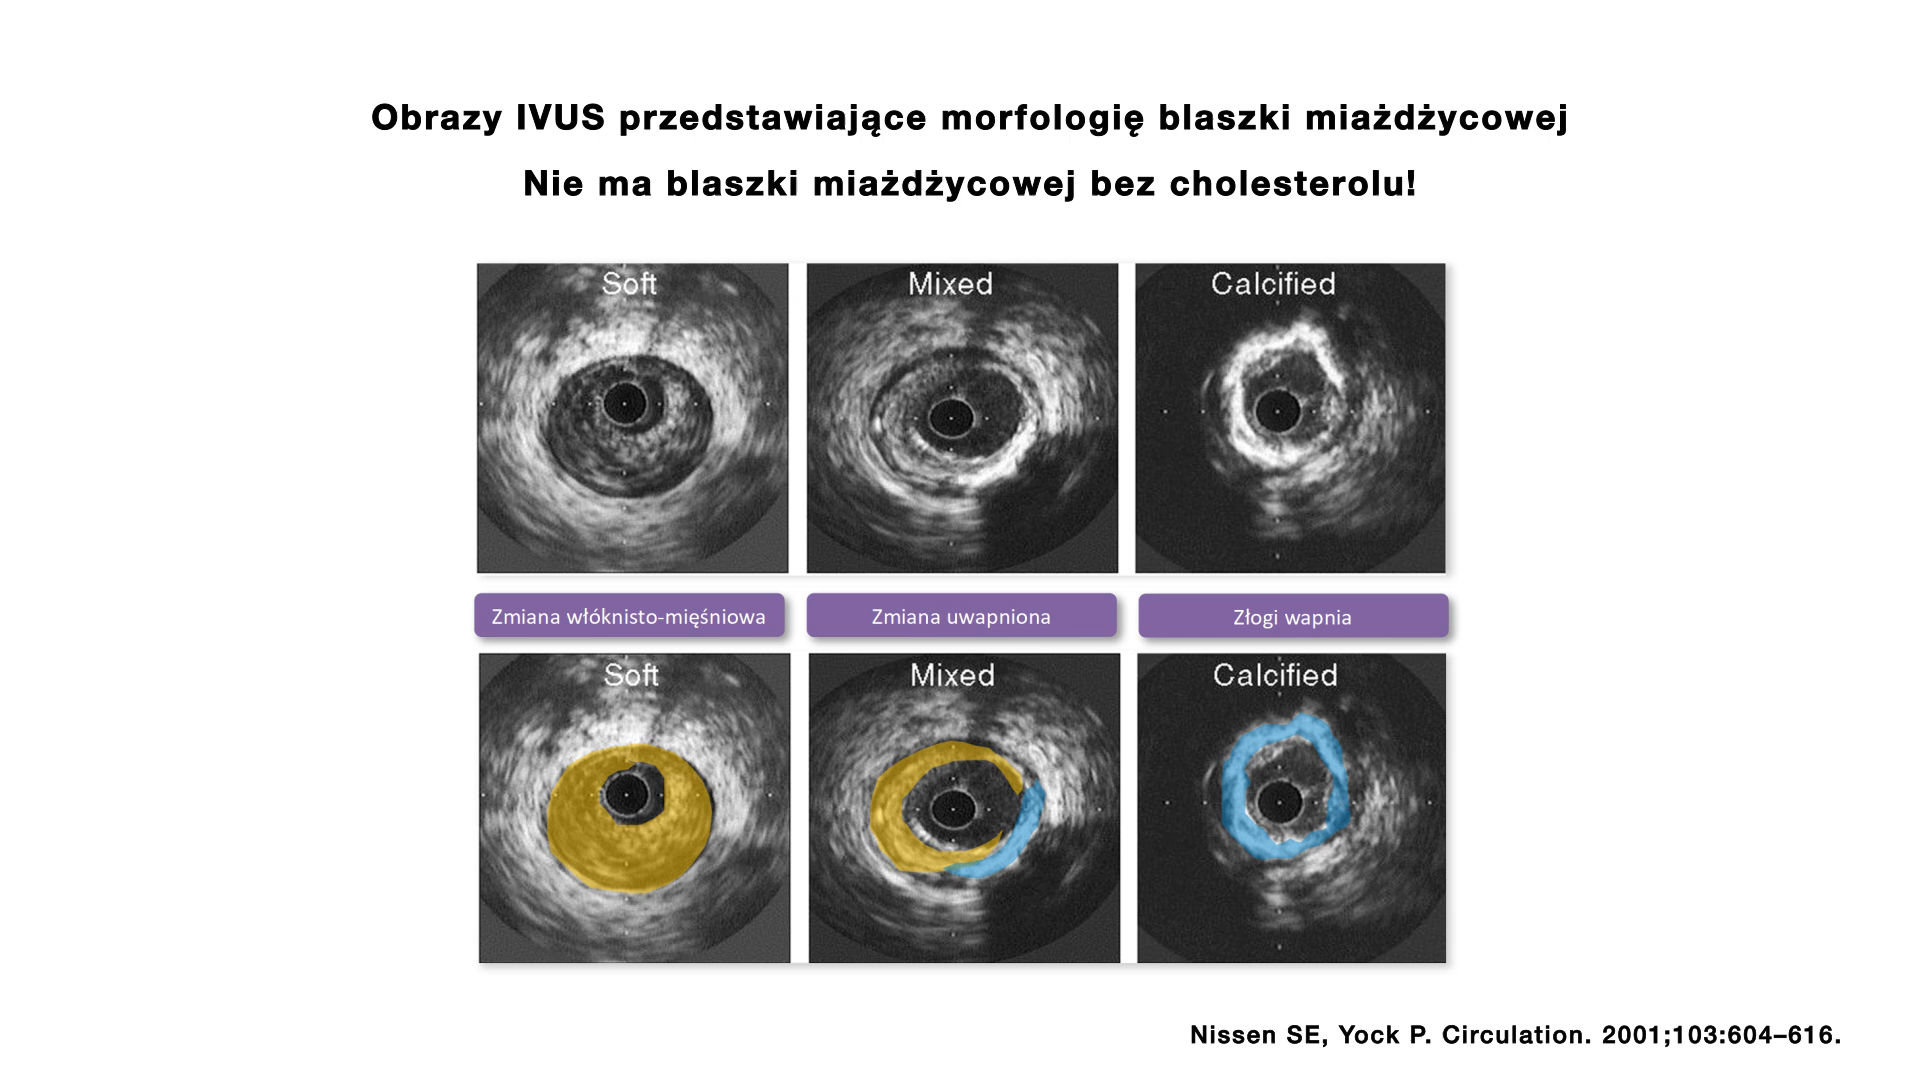 Obrazy IVUS przedstawiające morfologię blaszki miażdżycowej
Nie ma blaszki miażdżycowej bez cholesterolu!
Soft
Mixed
Calcified
Zmiana włóknisto-mięśniowa
Zmiana uwapniona
Złogi wapnia
Soft
Mixed
Calcified
Nissen SE, Yock P. Circulation. 2001;103:604–616.